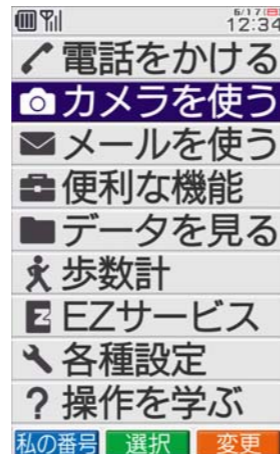 6/17
12:34
電話をかける
カメラを使う
メールを使う
便利な機能
データを見る
歩数計
EZサービス
各種設定
操作を学ぶ
私の番号 選択 変更